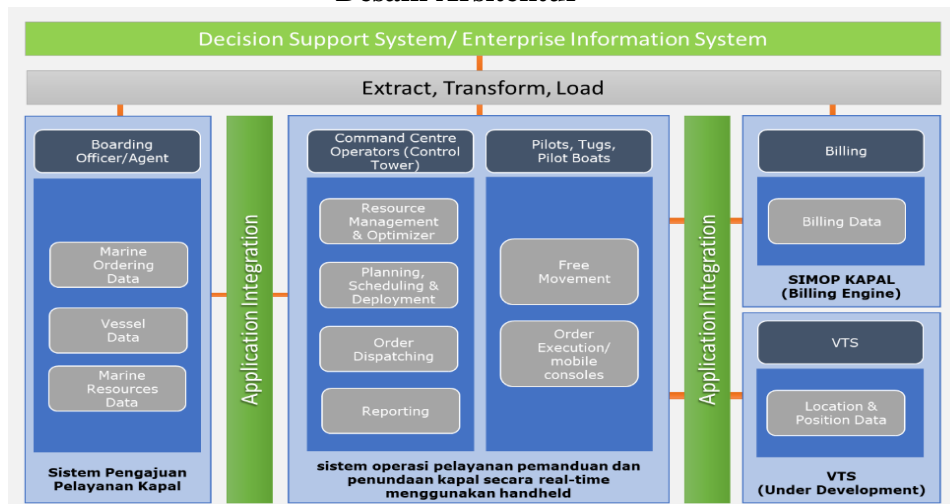 Desain Arsitektur
Decision Support System/ Enterprise Information System
Extract, Transform, Load
Boarding
Officer/Agent
Marine
Ordering
Data
Vessel
Data
Marine
Resources
Data
Sistem Pengajuan
Pelayanan Kapal
Application Integration
Command Centre
Operators (Control
Tower)
Resource
Management
& Optimizer
Planning,
Scheduling &
Deployment
Order
Dispatching
Reporting
Pilots, Tugs,
Pilot Boats
Free
Movement
Order
Execution/
mobile
consoles
sistem operasi pelayanan pemanduan dan
penundaan kapal secara real-time
menggunakan handheld
Application Integration
Billing
Billing Data
SIMOP KAPAL
(Billing Engine)
VTS
Location &
Position Data
VTS
(Under Development)